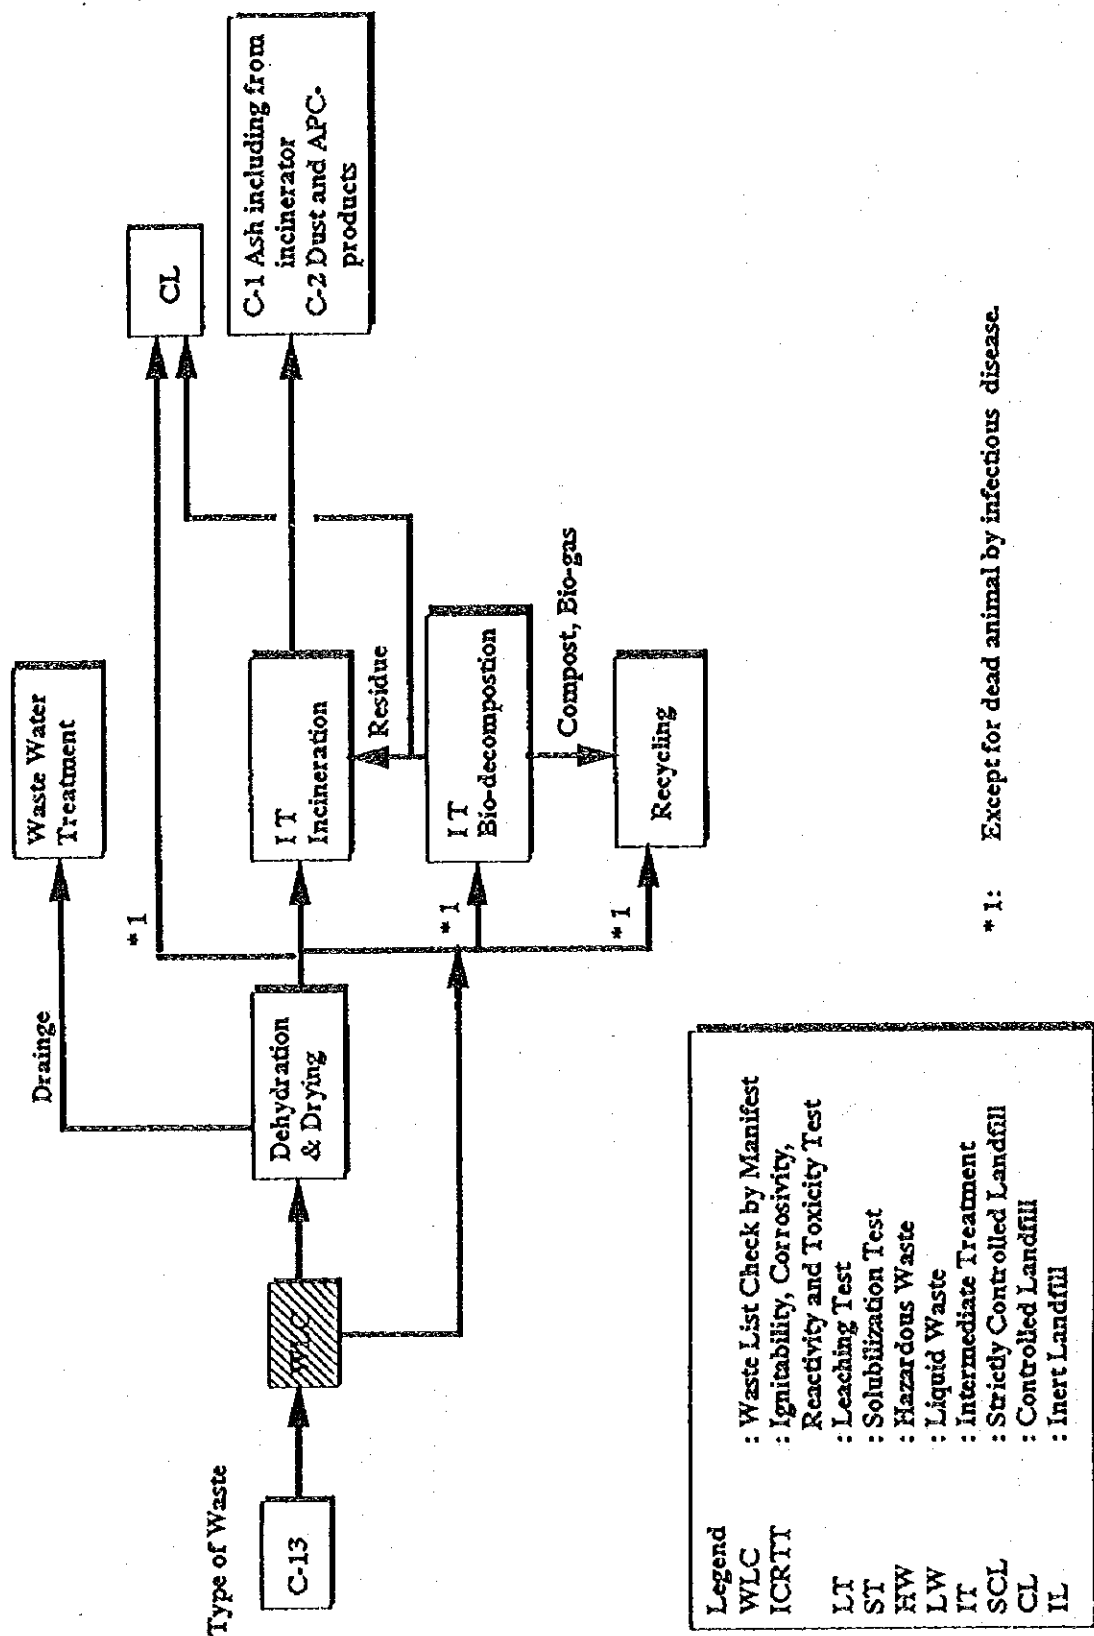 Type of Waste
C-13
WLC
Dehydration
& Drying
Drainge
Waste Water
Treatment
*1
I T
Incineration
Residue
*1
I T
Bio-decompostion
Compost, Bio-gas
*1
Recycling
CL
C-1 Ash including from
incinerator
C-2 Dust and APC-
products
Legend
WLC : Waste List Check by Manifest
ICRTT : Ignitability, Corrosivity,
Reactivity and Toxicity Test
LT : Leaching Test
ST : Solubilization Test
HW : Hazardous Waste
LW : Liquid Waste
IT : Intermediate Treatment
SCL : Strictly Controlled Landfill
CL : Controlled Landfill
IL : Inert Landfill
*1: Except for dead animal by infectious disease.